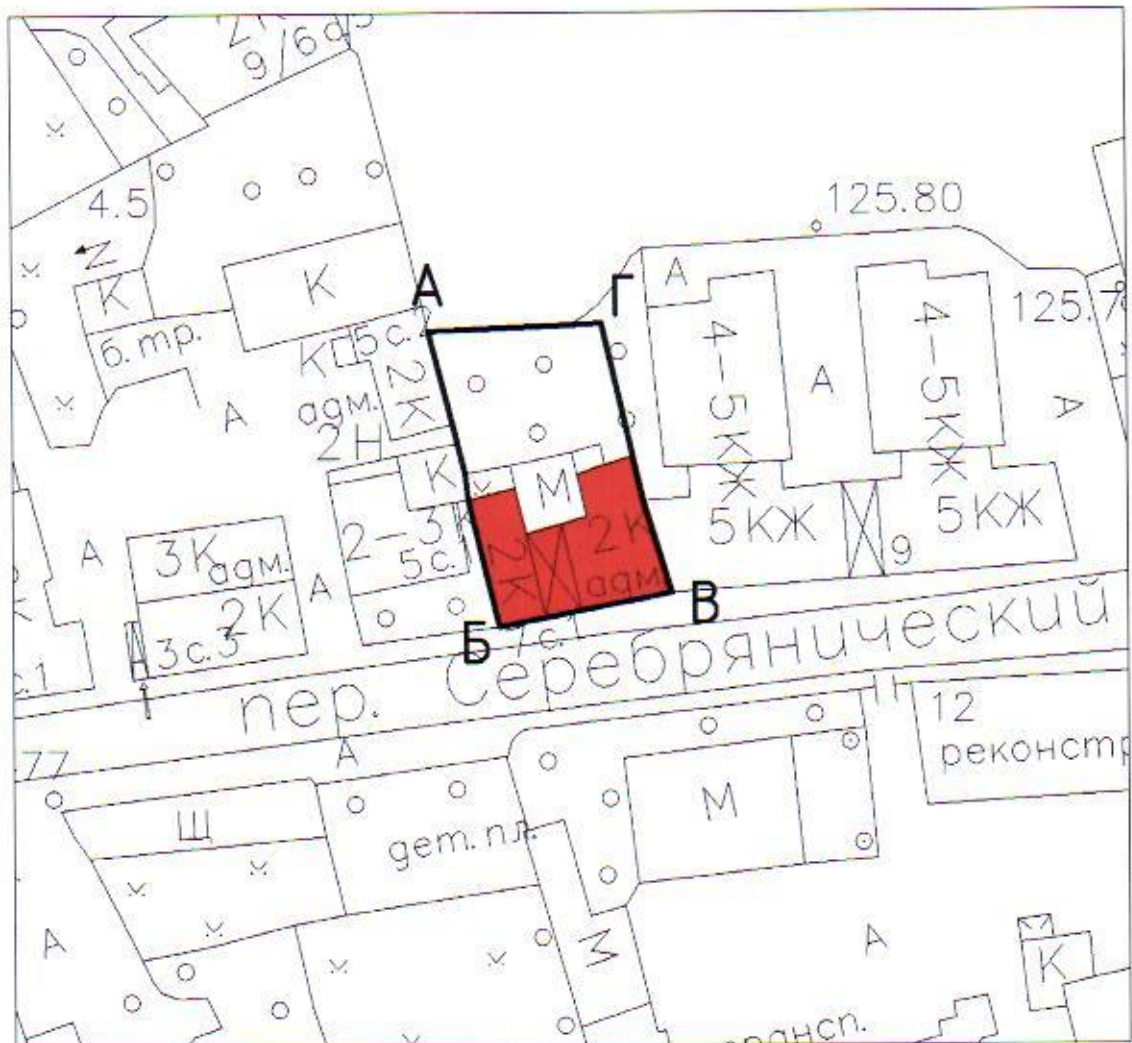 9/6
4.5
125.80
К
К
А
А
Г
б. тр.
К
5с.2
2К
125.7
4–5КЖ
4–5КЖ
А
А
А
адм.
2Н
К
М
2–3К
5с.
2К
2К
адм.
5КЖ
5КЖ
9
А
3К
адм.
2К
3с.3
А
Б
В
7с.
с.1
1
пер. Серебрянический
77
А
12
реконстр
Щ
дет. пл.
М
М
А
А
К